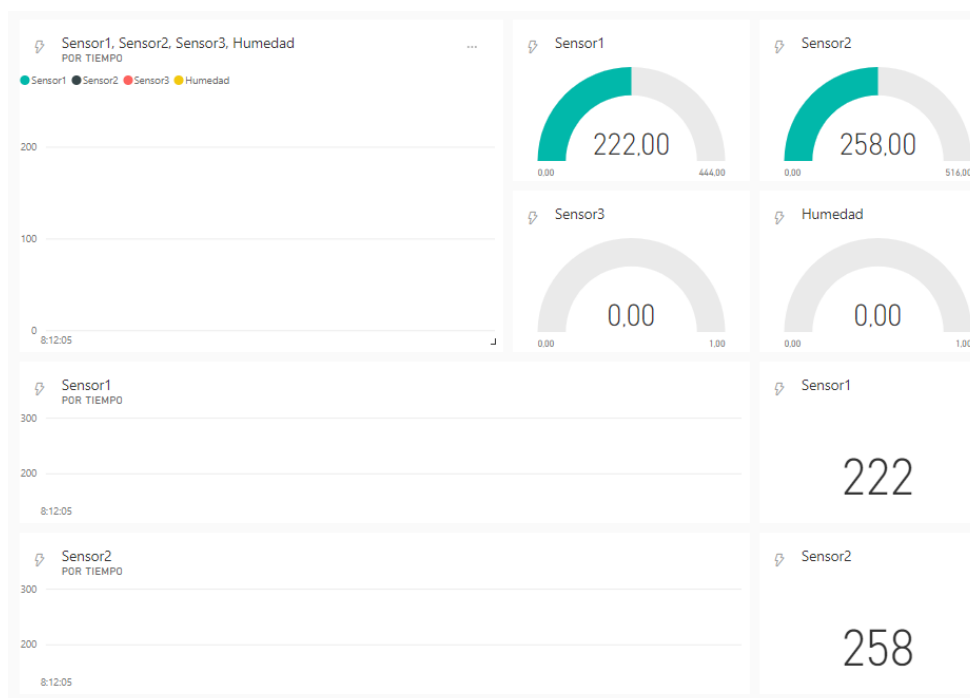 Sensor1, Sensor2, Sensor3, Humedad
...
POR TIEMPO
Sensor1 Sensor2 Sensor3 Humedad
200
100
0
8:12:05
Sensor1
222,00
0,00 444,00
Sensor2
258,00
0,00 516,00
Sensor3
0,00
0,00 1,00
Humedad
0,00
0,00 1,00
Sensor1
POR TIEMPO
300
200
8:12:05
Sensor1
222
Sensor2
POR TIEMPO
300
200
8:12:05
Sensor2
258